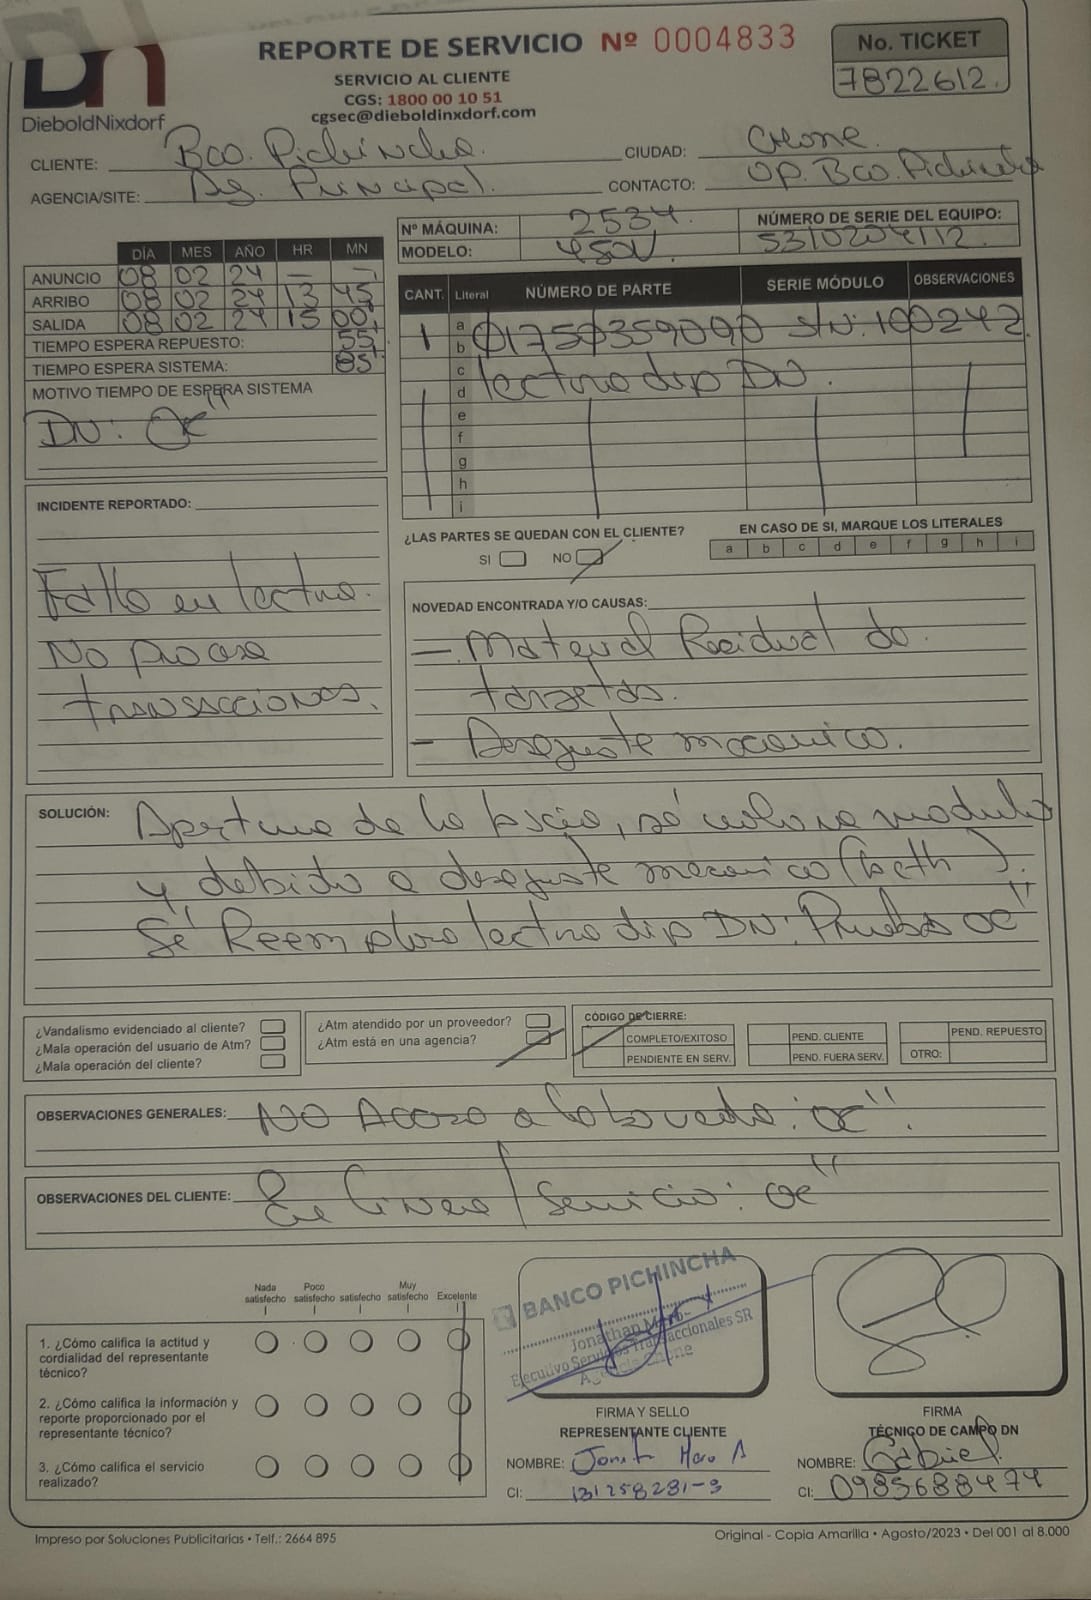 REPORTE DE SERVICIO Nº 0004833
SERVICIO AL CLIENTE
CGS: 1800 00 10 51
cgsec@dieboldinxdorf.com
No. TICKET
7822612.
DieboldNixdorf
CLIENTE: Bco. Pichincha.
CIUDAD: Chone.
AGENCIA/SITE: Ag. Principal.
CONTACTO: Op. Bco. Pichincha
Nº MÁQUINA: 2534.
NÚMERO DE SERIE DEL EQUIPO:
MODELO: 450V
5310204112.
DÍA MES AÑO HR MN
ANUNCIO 08 02 24 — —
ARRIBO 08 02 24 13 45
SALIDA 08 02 24 15 00
TIEMPO ESPERA REPUESTO: 55
TIEMPO ESPERA SISTEMA: 05
MOTIVO TIEMPO DE ESPERA SISTEMA
DN:
CANT. Literal NÚMERO DE PARTE SERIE MÓDULO OBSERVACIONES
a
1 01750359090 S/N: 100242
b
c
lectora dip DN.
d
e
f
g
h
i
INCIDENTE REPORTADO:
Fallo en lectora.
No procesa
transacciones.
¿LAS PARTES SE QUEDAN CON EL CLIENTE?
SI NO
EN CASO DE SI, MARQUE LOS LITERALES
a b c d e f g h i
NOVEDAD ENCONTRADA Y/O CAUSAS:
- Material Residual de
tarjetas.
- Desajuste mecanico.
SOLUCIÓN: Apertura de la fascia, se modulo
y debido a desajuste mecanico ( ).
Se Reemplaza lectora dip DN. Pruebas OK"
¿Vandalismo evidenciado al cliente?
¿Mala operación del usuario de Atm?
¿Mala operación del cliente?
¿Atm atendido por un proveedor?
¿Atm está en una agencia?
CÓDIGO DE CIERRE:
COMPLETO/EXITOSO
PENDIENTE EN SERV.
PEND. CLIENTE
PEND. FUERA SERV.
PEND. REPUESTO
OTRO:
OBSERVACIONES GENERALES: NO Acceso a la boveda. OK".
OBSERVACIONES DEL CLIENTE: En linea / Servicio: OK"
Nada satisfecho
Poco satisfecho
satisfecho
Muy satisfecho
Excelente
1. ¿Cómo califica la actitud y
cordialidad del representante
técnico?
2. ¿Cómo califica la información y
reporte proporcionado por el
representante técnico?
3. ¿Cómo califica el servicio
realizado?
BANCO PICHINCHA
Jonathan
Ejecutivo Servicios Transaccionales SR
Agencia Chone
FIRMA Y SELLO
REPRESENTANTE CLIENTE
NOMBRE:
CI: 131258281-3
FIRMA
TÉCNICO DE CAMPO DN
NOMBRE: Gabriel.
CI: 0985688474
Impreso por Soluciones Publicitarias • Telf.: 2664 895
Original - Copia Amarilla • Agosto/2023 • Del 001 al 8.000